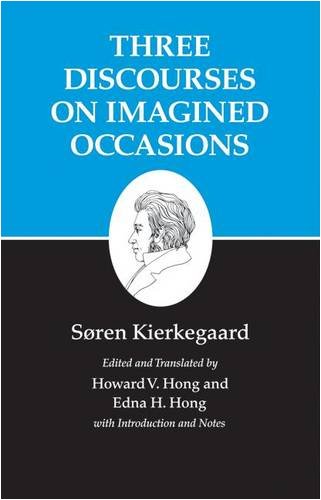 THREE
DISCOURSES
ON IMAGINED
OCCASIONS
Søren Kierkegaard
Edited and Translated by
Howard V. Hong and
Edna H. Hong
with Introduction and Notes